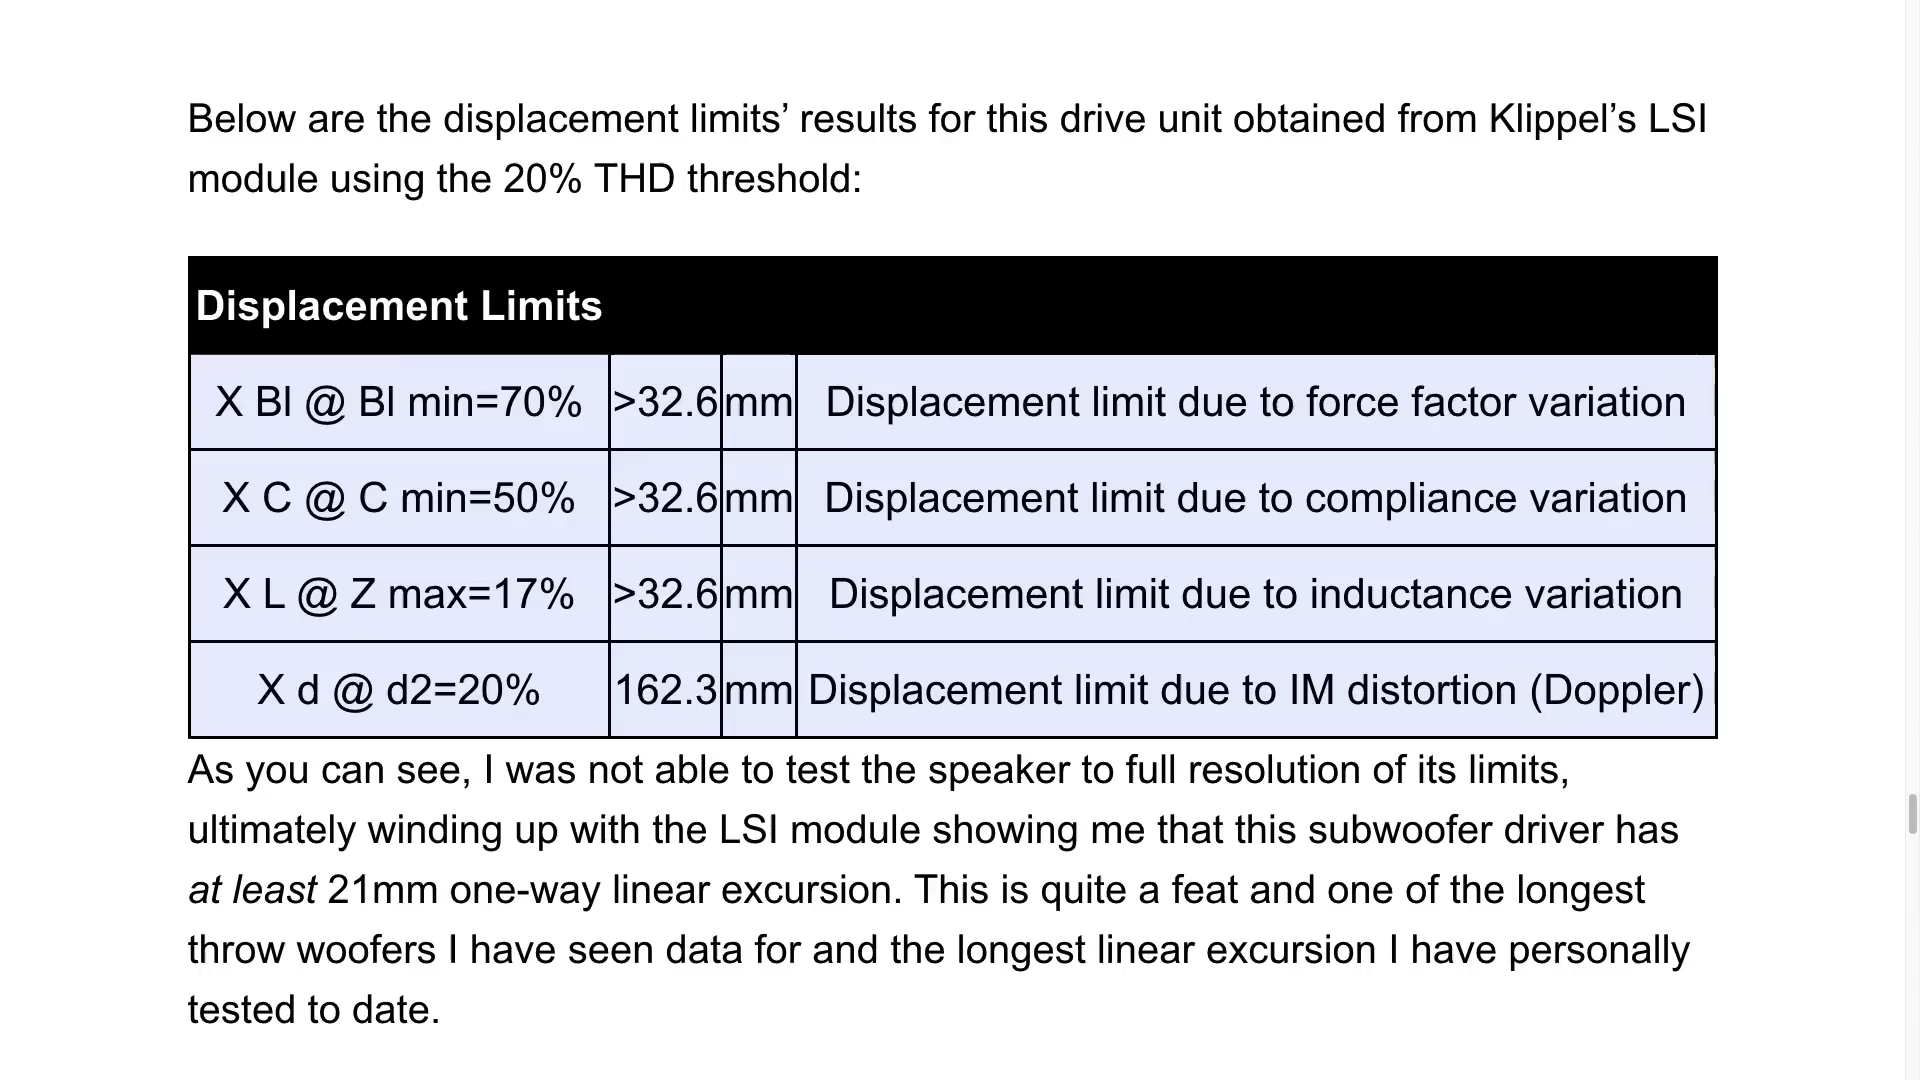 Below are the displacement limits’ results for this drive unit obtained from Klippel’s LSI
module using the 20% THD threshold:
Displacement Limits
X Bl @ Bl min=70% >32.6 mm Displacement limit due to force factor variation
X C @ C min=50% >32.6 mm Displacement limit due to compliance variation
X L @ Z max=17% >32.6 mm Displacement limit due to inductance variation
X d @ d2=20% 162.3 mm Displacement limit due to IM distortion (Doppler)
As you can see, I was not able to test the speaker to full resolution of its limits,
ultimately winding up with the LSI module showing me that this subwoofer driver has
at least 21mm one-way linear excursion. This is quite a feat and one of the longest
throw woofers I have seen data for and the longest linear excursion I have personally
tested to date.